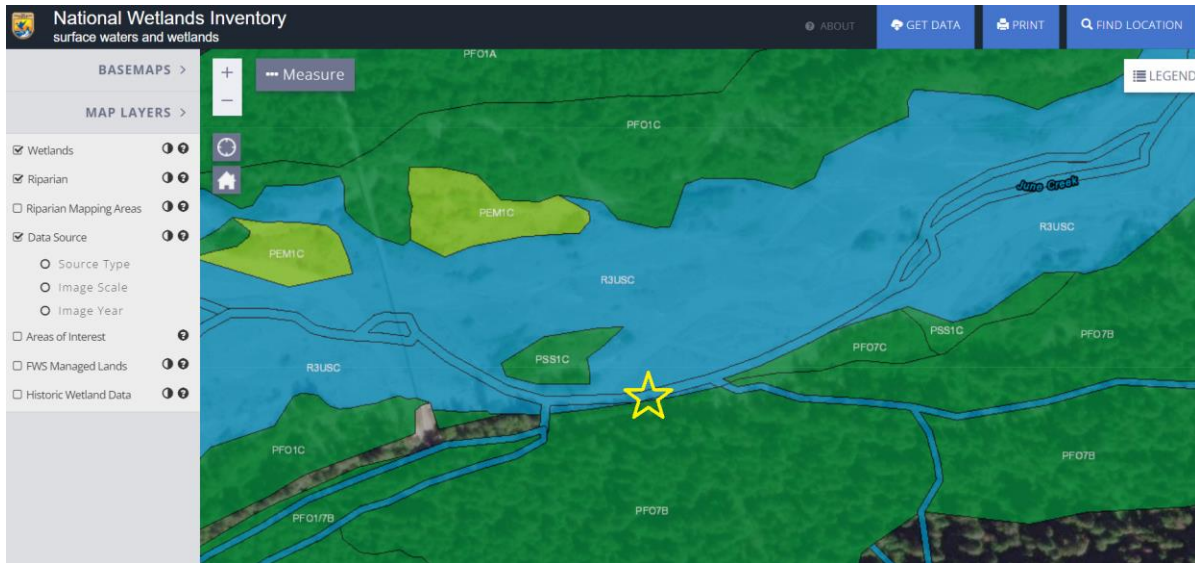 National Wetlands Inventory
surface waters and wetlands
ABOUT
GET DATA
PRINT
FIND LOCATION
BASEMAPS >
MAP LAYERS >
Wetlands
Riparian
Riparian Mapping Areas
Data Source
Source Type
Image Scale
Image Year
Areas of Interest
FWS Managed Lands
Historic Wetland Data
+
−
Measure
LEGEND
PFO1A
PFO1C
June Creek
PEM1C
R3USC
PEM1C
R3USC
PSS1C
PFO7B
PFO7C
PSS1C
R3USC
PFO1C
PFO7B
PFO7B
PFO1/7B